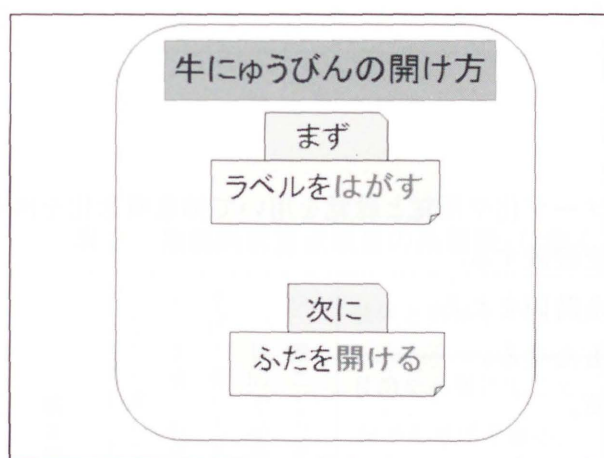 牛にゅうびんの開け方
まず
ラベルをはがす
次に
ふたを開ける